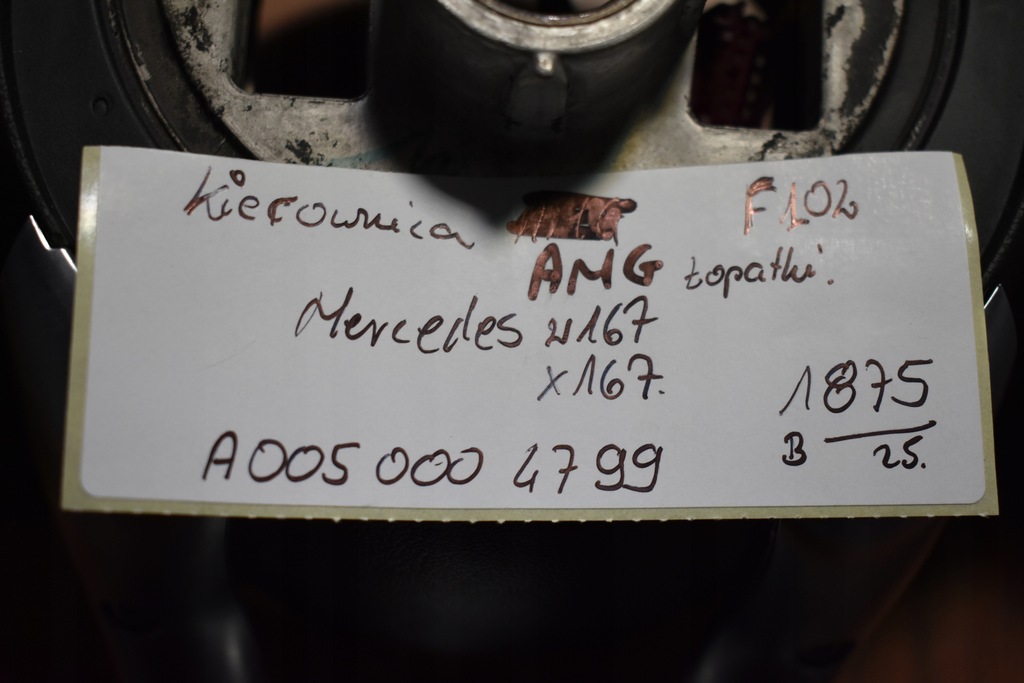 Kierownica F102
AMG łopatki.
Mercedes W167
X167.
1875
B 25.
A005 000 4799